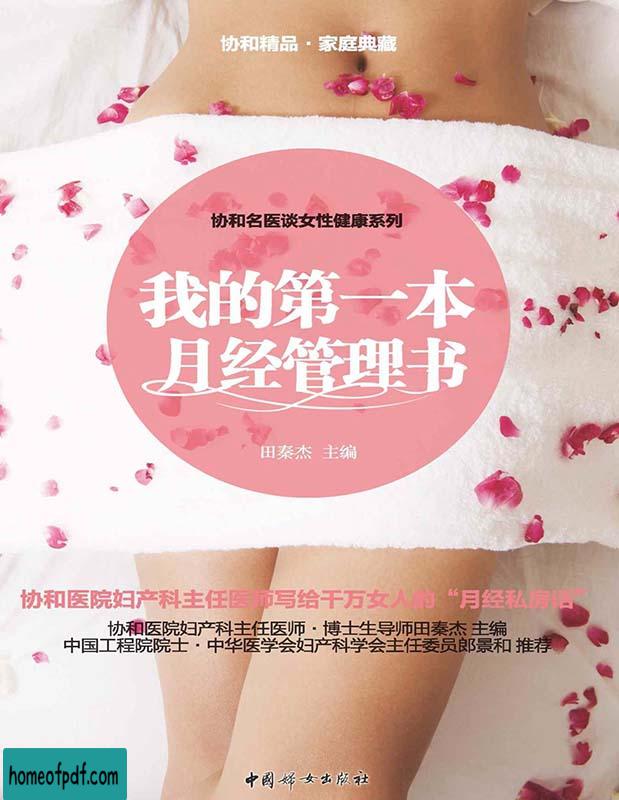 协和精品·家庭典藏
协和名医谈女性健康系列
我的第一本
月经管理书
田秦杰 主编
协和医院妇产科主任医师写给千万女人的“月经私房话”
协和医院妇产科主任医师·博士生导师田秦杰 主编
中国工程院院士·中华医学会妇产科学会主任委员郎景和 推荐
homeofpdf.com
中国妇女出版社